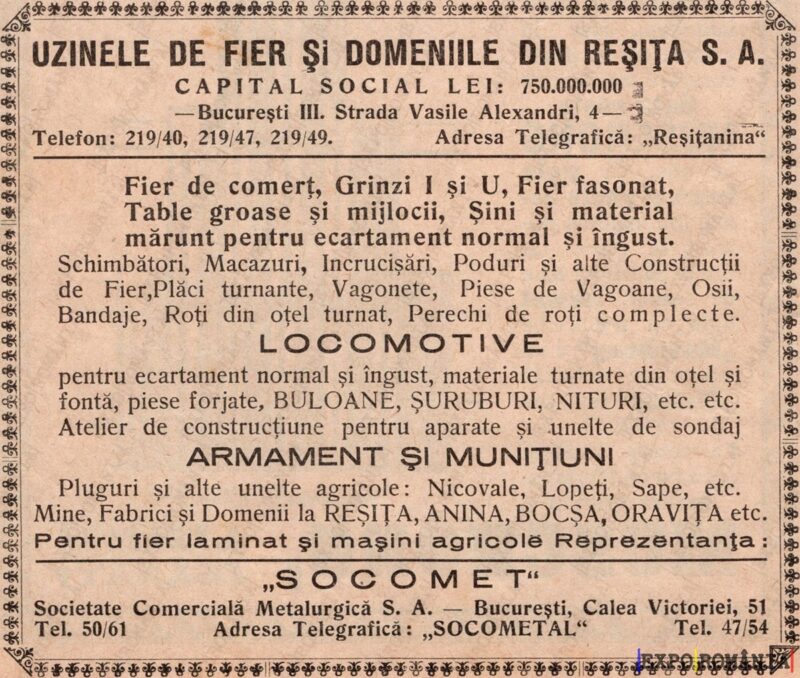 UZINELE DE FIER ŞI DOMENIILE DIN REŞIŢA S. A.
CAPITAL SOCIAL LEI: 750.000.000
—Bucureşti III. Strada Vasile Alexandri, 4—
Telefon: 219/40, 219/47, 219/49. Adresa Telegrafică: „Reşiţanina“
Fier de comerţ, Grinzi I şi U, Fier fasonat,
Table groase şi mijlocii, Şini şi material
mărunt pentru ecartament normal şi îngust.
Schimbători, Macazuri, Incrucişări, Poduri şi alte Construcţii
de Fier,Plăci turnante, Vagonete, Piese de Vagoane, Osii,
Bandaje, Roţi din oţel turnat, Perechi de roţi complecte.
LOCOMOTIVE
pentru ecartament normal şi îngust, materiale turnate din oţel şi
fontă, piese forjate, BULOANE, ŞURUBURI, NITURI, etc. etc.
Atelier de construcţiune pentru aparate şi unelte de sondaj
ARMAMENT ŞI MUNIŢIUNI
Pluguri şi alte unelte agricole: Nicovale, Lopeţi, Sape, etc.
Mine, Fabrici şi Domenii la REŞIŢA, ANINA, BOCŞA, ORAVIŢA etc.
Pentru fier laminat şi maşini agricole Reprezentanţa:
„SOCOMET“
Societate Comercială Metalurgică S. A. — Bucureşti, Calea Victoriei, 51
Tel. 50/61 Adresa Telegrafică: „SOCOMETAL“ Tel. 47/54
EXPO ROMÂNIA